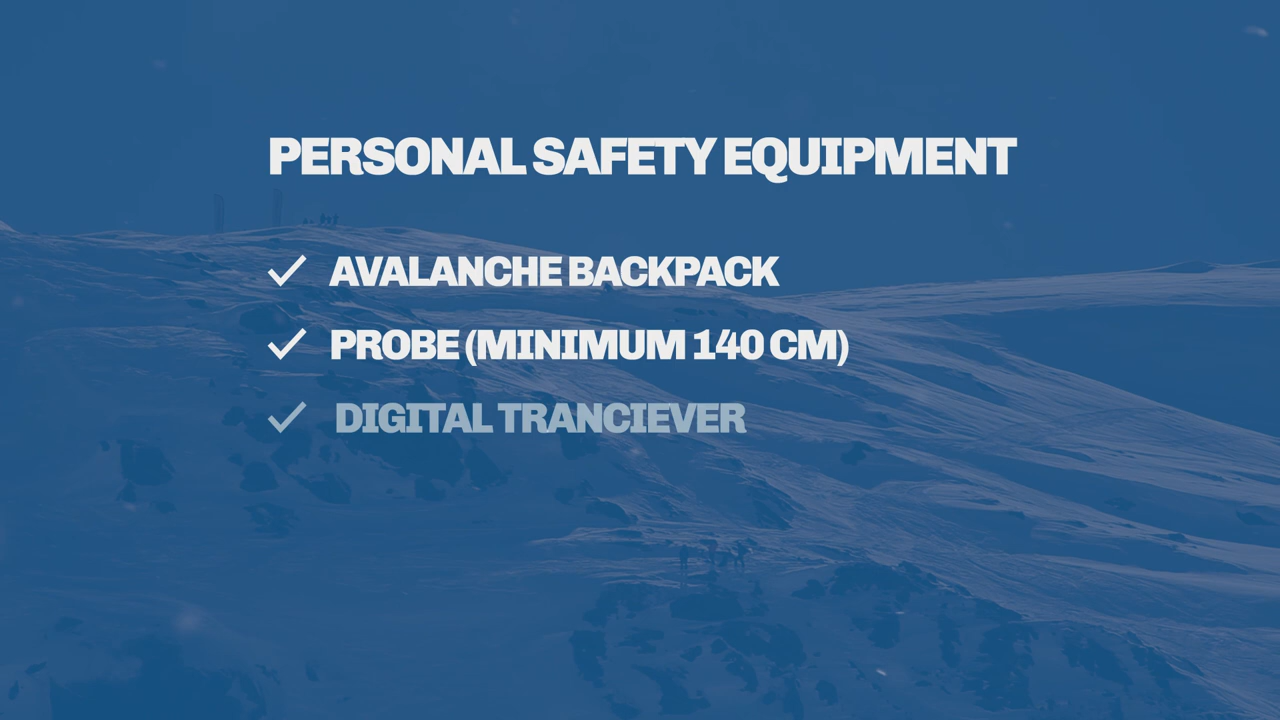 PERSONAL SAFETY EQUIPMENT
AVALANCHE BACKPACK
PROBE (MINIMUM 140 CM)
DIGITAL TRANCIEVER